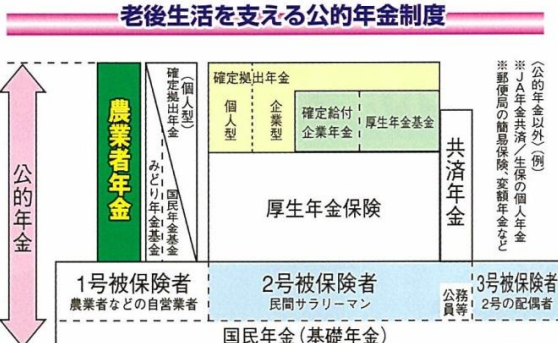 老後生活を支える公的年金制度
公的年金
農業者年金
確定拠出年金
(個人型)
みどり年金基金
国民年金基金
確定拠出年金
個人型
企業型
確定給付
企業年金
厚生年金基金
厚生年金保険
共済年金
(公的年金以外)(例)
※JA年金共済/生保の個人年金
※郵便局の簡易保険、変額年金など
1号被保険者
農業者などの自営業者
2号被保険者
民間サラリーマン
公務員等
3号被保険者
2号の配偶者
国民年金(基礎年金)